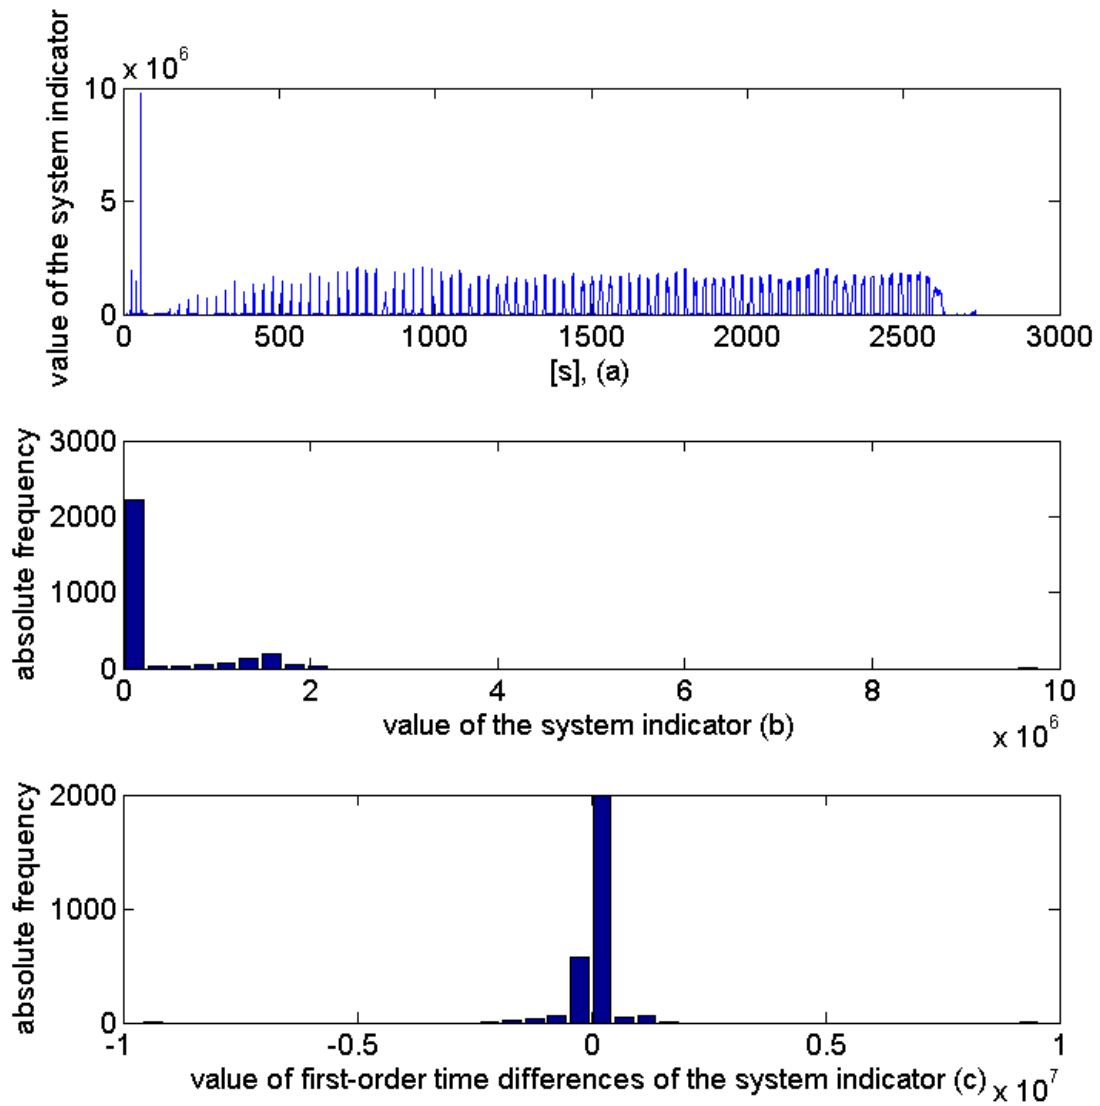 x 10^6
value of the system indicator
10
5
0
0 500 1000 1500 2000 2500 3000
[s], (a)
absolute frequency
3000
2000
1000
0
0 2 4 6 8 10
value of the system indicator (b)
x 10^6
absolute frequency
2000
1000
0
-1 -0.5 0 0.5 1
value of first-order time differences of the system indicator (c) x 10^7